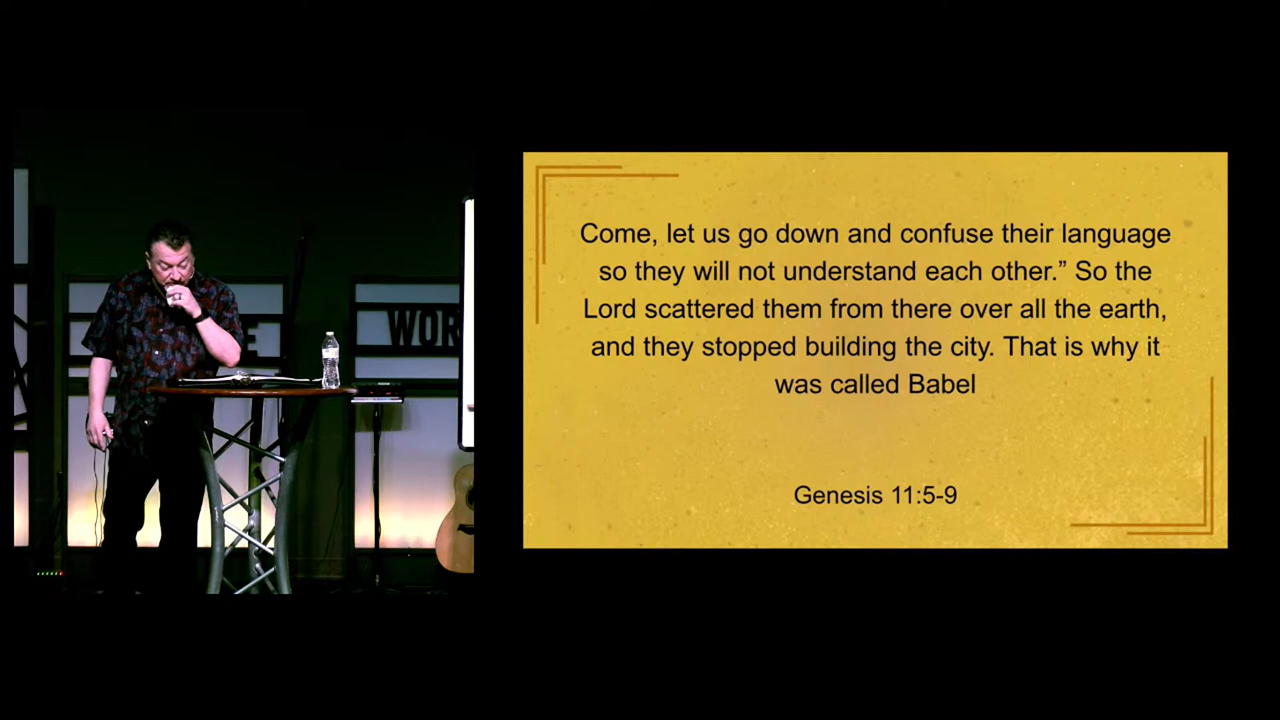 E
WOR
Come, let us go down and confuse their language
so they will not understand each other.” So the
Lord scattered them from there over all the earth,
and they stopped building the city. That is why it
was called Babel
Genesis 11:5-9